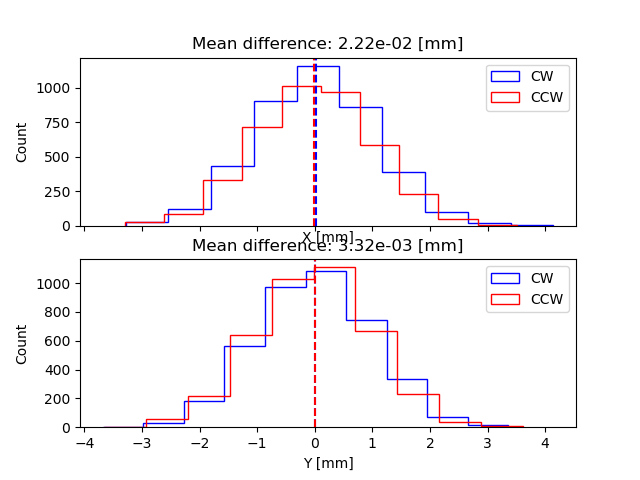 Mean difference: 2.22e-02 [mm]
1000
750
500
250
0
Count
CW
CCW
X [mm]
Mean difference: 3.32e-03 [mm]
1000
800
600
400
200
0
Count
CW
CCW
−4 −3 −2 −1 0 1 2 3 4
Y [mm]